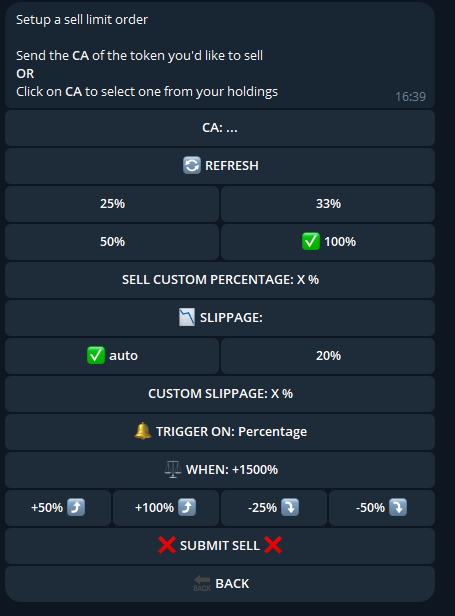 Setup a sell limit order
Send the CA of the token you'd like to sell
OR
Click on CA to select one from your holdings
16:39
CA: ...
REFRESH
25% 33%
50% 100%
SELL CUSTOM PERCENTAGE: X %
SLIPPAGE:
auto 20%
CUSTOM SLIPPAGE: X %
TRIGGER ON: Percentage
WHEN: +1500%
+50% +100% -25% -50%
SUBMIT SELL
BACK BACK